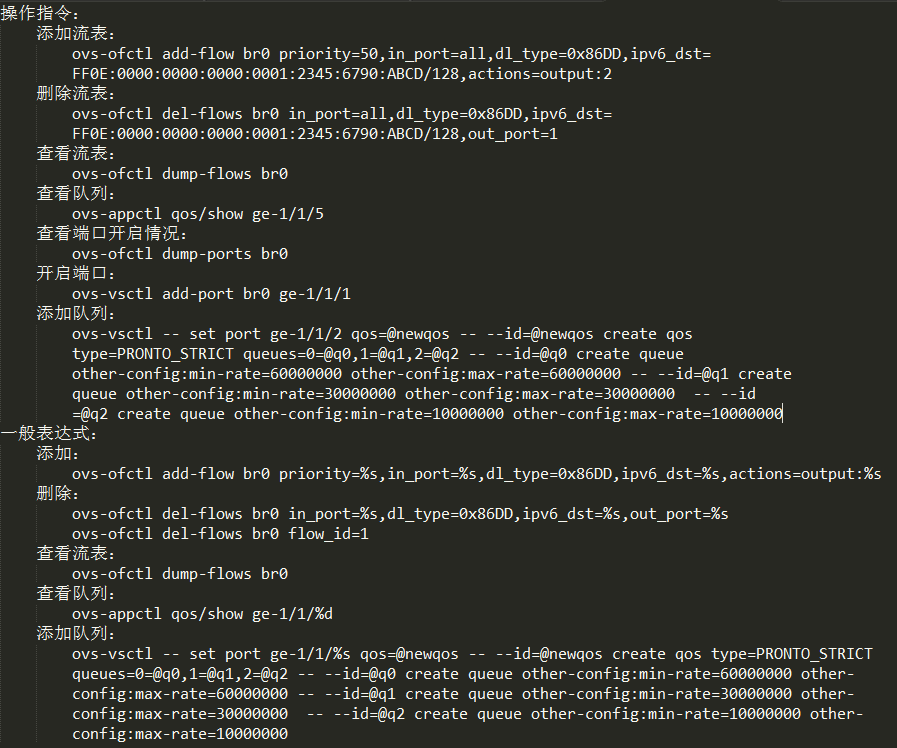 操作指令：
添加流表：
ovs-ofctl add-flow br0 priority=50,in_port=all,dl_type=0x86DD,ipv6_dst=
FF0E:0000:0000:0000:0001:2345:6790:ABCD/128,actions=output:2
删除流表：
ovs-ofctl del-flows br0 in_port=all,dl_type=0x86DD,ipv6_dst=
FF0E:0000:0000:0000:0001:2345:6790:ABCD/128,out_port=1
查看流表：
ovs-ofctl dump-flows br0
查看队列：
ovs-appctl qos/show ge-1/1/5
查看端口开启情况：
ovs-ofctl dump-ports br0
开启端口：
ovs-vsctl add-port br0 ge-1/1/1
添加队列：
ovs-vsctl -- set port ge-1/1/2 qos=@newqos -- --id=@newqos create qos
type=PRONTO_STRICT queues=0=@q0,1=@q1,2=@q2 -- --id=@q0 create queue
other-config:min-rate=60000000 other-config:max-rate=60000000 -- --id=@q1 create
queue other-config:min-rate=30000000 other-config:max-rate=30000000  -- --id
=@q2 create queue other-config:min-rate=10000000 other-config:max-rate=10000000
一般表达式：
添加：
ovs-ofctl add-flow br0 priority=%s,in_port=%s,dl_type=0x86DD,ipv6_dst=%s,actions=output:%s
删除：
ovs-ofctl del-flows br0 in_port=%s,dl_type=0x86DD,ipv6_dst=%s,out_port=%s
ovs-ofctl del-flows br0 flow_id=1
查看流表：
ovs-ofctl dump-flows br0
查看队列：
ovs-appctl qos/show ge-1/1/%d
添加队列：
ovs-vsctl -- set port ge-1/1/%s qos=@newqos -- --id=@newqos create qos type=PRONTO_STRICT
queues=0=@q0,1=@q1,2=@q2 -- --id=@q0 create queue other-config:min-rate=60000000 other-
config:max-rate=60000000 -- --id=@q1 create queue other-config:min-rate=30000000 other-
config:max-rate=30000000  -- --id=@q2 create queue other-config:min-rate=10000000 other-
config:max-rate=10000000